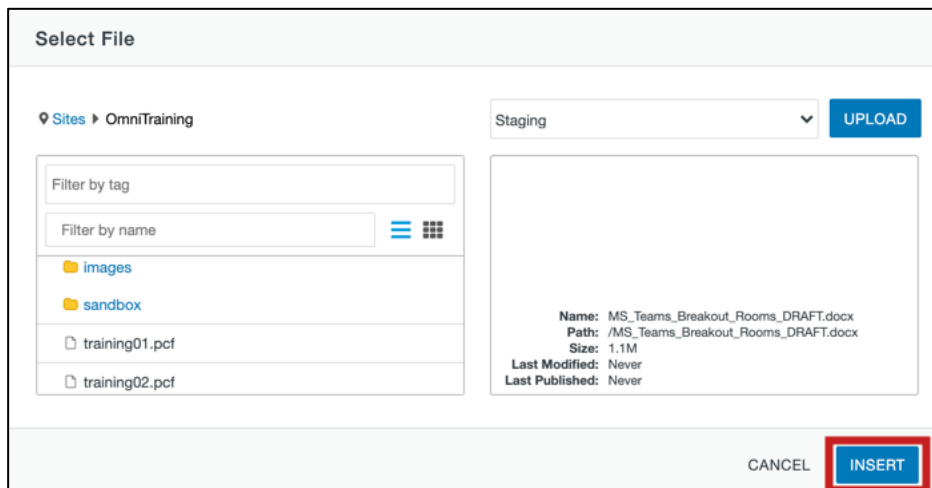 Select File
Sites OmniTraining
Staging
UPLOAD
Filter by tag
Filter by name
images
sandbox
training01.pcf
training02.pcf
Name: MS_Teams_Breakout_Rooms_DRAFT.docx
Path: /MS_Teams_Breakout_Rooms_DRAFT.docx
Size: 1.1M
Last Modified: Never
Last Published: Never
CANCEL
INSERT